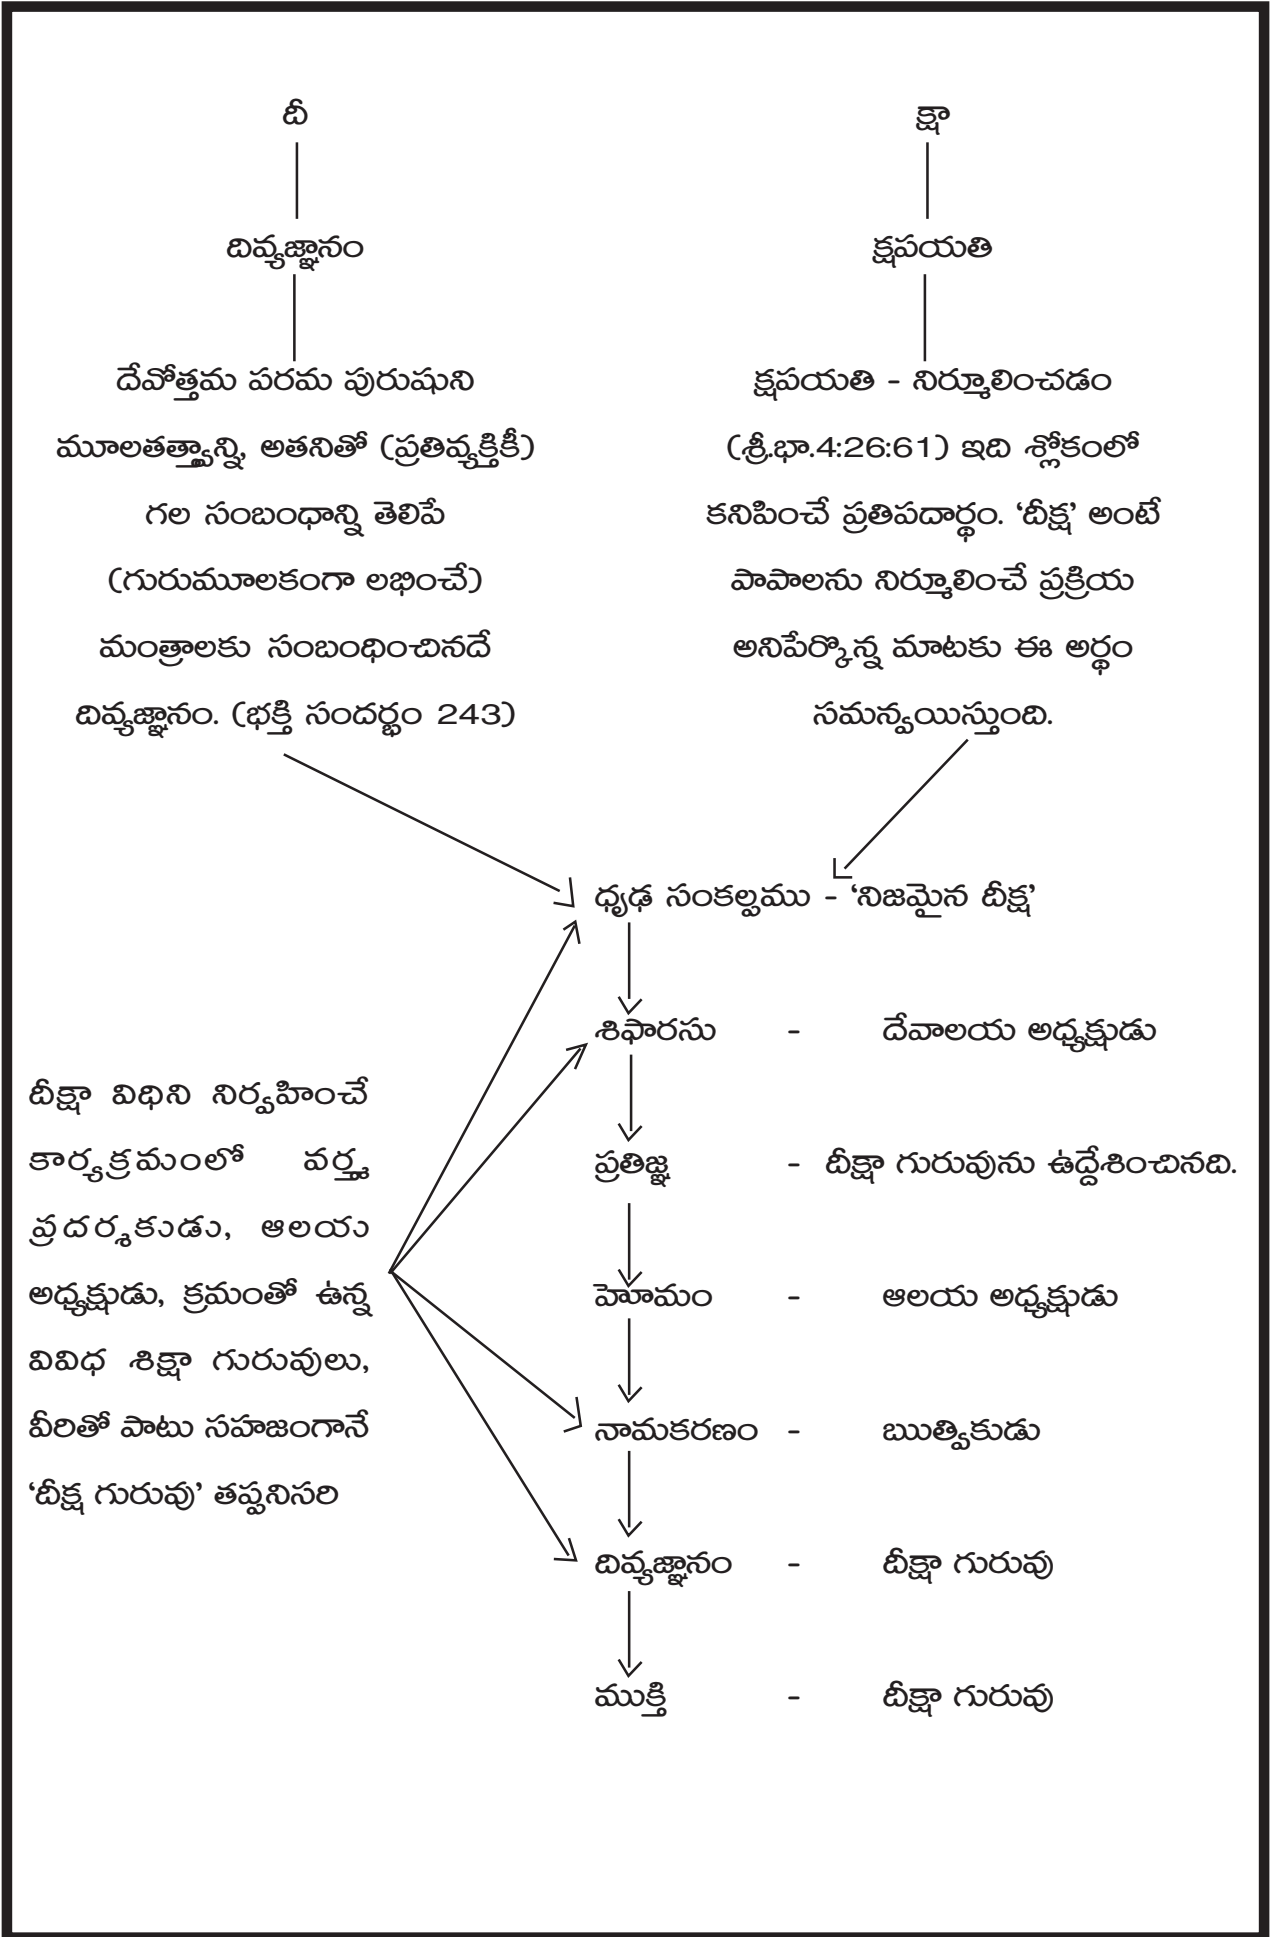 దీ
దివ్యజ్ఞానం
దేవోత్తమ పరమ పురుషుని
మూలతత్త్వాన్ని, అతనితో (ప్రతివ్యక్తికీ)
గల సంబంధాన్ని తెలిపే
(గురుమూలకంగా లభించే)
మంత్రాలకు సంబంధించినదే
దివ్యజ్ఞానం. (భక్తి సందర్భం 243)
క్షా
క్షపయతి
క్షపయతి - నిర్మూలించడం
(శ్రీ.భా.4:26:61) ఇది శ్లోకంలో
కనిపించే ప్రతిపదార్థం. ‘దీక్ష’ అంటే
పాపాలను నిర్మూలించే ప్రక్రియ
అనిపేర్కొన్న మాటకు ఈ అర్థం
సమన్వయిస్తుంది.
ధృఢ సంకల్పము - ‘నిజమైన దీక్ష’
శిఫారసు - దేవాలయ అధ్యక్షుడు
ప్రతిజ్ఞ - దీక్షా గురువును ఉద్దేశించినది.
హెూమం - ఆలయ అధ్యక్షుడు
నామకరణం - ఋత్వికుడు
దివ్యజ్ఞానం - దీక్షా గురువు
ముక్తి - దీక్షా గురువు
దీక్షా విధిని నిర్వహించే
కార్యక్రమంలో వర్త్మ
ప్రదర్శకుడు, ఆలయ
అధ్యక్షుడు, క్రమంతో ఉన్న
వివిధ శిక్షా గురువులు,
వీరితో పాటు సహజంగానే
‘దీక్ష గురువు’ తప్పనిసరి